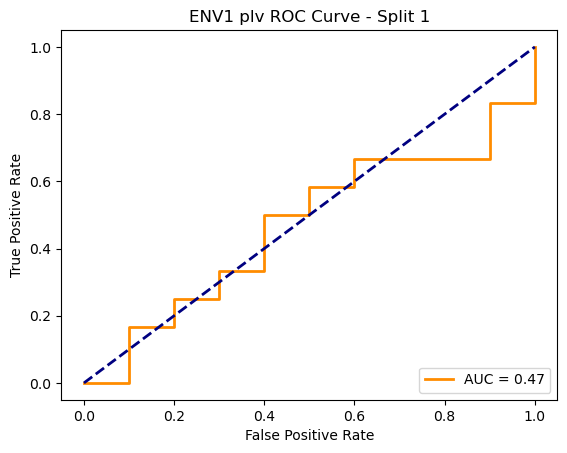 ENV1 plv ROC Curve - Split 1
True Positive Rate
1.0
0.8
0.6
0.4
0.2
0.0
AUC = 0.47
0.0 0.2 0.4 0.6 0.8 1.0
False Positive Rate